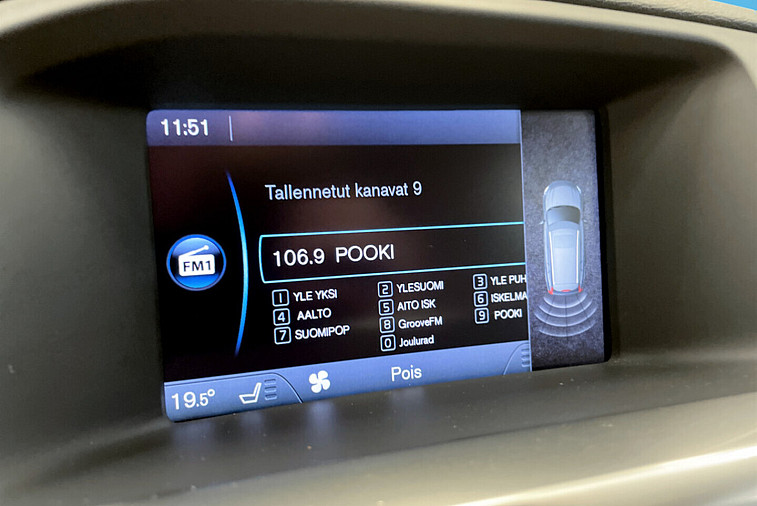 11:51
Tallennetut kanavat 9
FM1
106.9 POOKI
1 YLE YKSI 2 YLESUOMI 3 YLE PUH
4 AALTO 5 AITO ISK 6 ISKELMA
7 SUOMIPOP 8 GrooveFM 9 POOKI
0 Joulurad
19.5° Pois